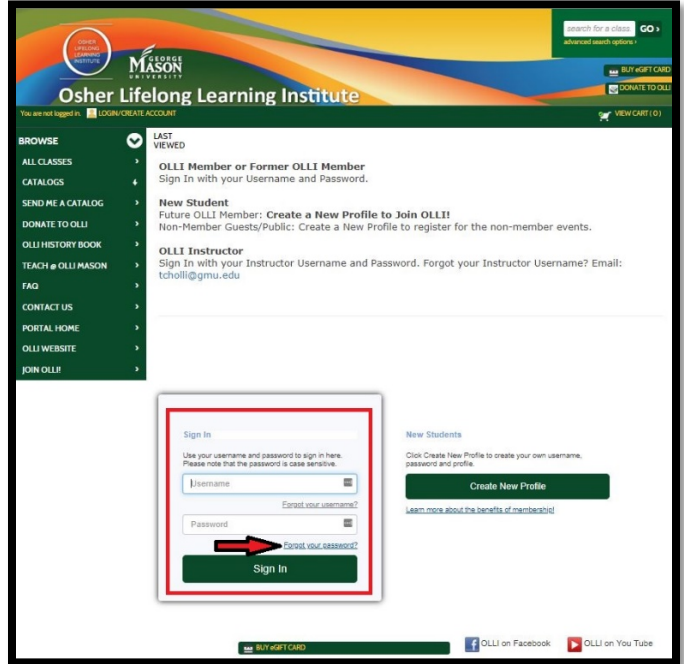 OSHER
LIFELONG
LEARNING
INSTITUTE
GEORGE
MASON
UNIVERSITY
Osher Lifelong Learning Institute
search for a class GO ›
advanced search options ›
BUY eGIFT CARD
DONATE TO OLLI
You are not logged in. LOGIN/CREATE ACCOUNT
VIEW CART ( 0 )
BROWSE
ALL CLASSES
CATALOGS
SEND ME A CATALOG
DONATE TO OLLI
OLLI HISTORY BOOK
TEACH @ OLLI MASON
FAQ
CONTACT US
PORTAL HOME
OLLI WEBSITE
JOIN OLLI!
LAST
VIEWED
OLLI Member or Former OLLI Member
Sign In with your Username and Password.
New Student
Future OLLI Member: Create a New Profile to Join OLLI!
Non-Member Guests/Public: Create a New Profile to register for the non-member events.
OLLI Instructor
Sign In with your Instructor Username and Password. Forgot your Instructor Username? Email:
tcholli@gmu.edu
Sign In
Use your username and password to sign in here.
Please note that the password is case sensitive.
Username
Forgot your username?
Password
Forgot your password?
Sign In
New Students
Click Create New Profile to create your own username,
password and profile.
Create New Profile
Learn more about the benefits of membership!
BUY eGIFT CARD
OLLI on Facebook
OLLI on You Tube